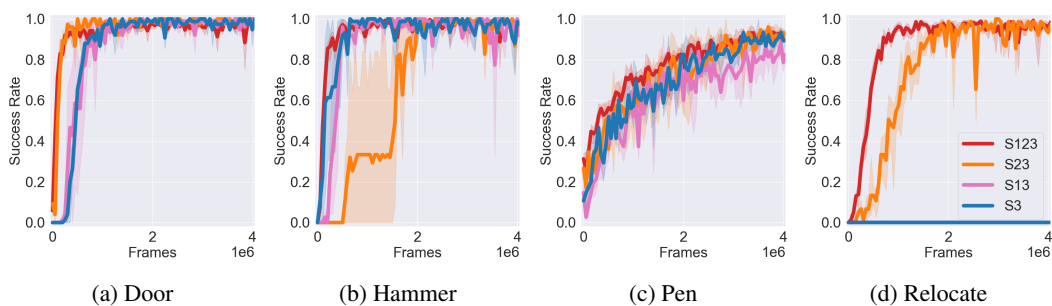 1.0
0.8
0.6
0.4
0.2
0.0
Success Rate
0 2 4
Frames 1e6
(a) Door
1.0
0.8
0.6
0.4
0.2
0.0
Success Rate
0 2 4
Frames 1e6
(b) Hammer
1.0
0.8
0.6
0.4
0.2
0.0
Success Rate
0 2 4
Frames 1e6
(c) Pen
1.0
0.8
0.6
0.4
0.2
0.0
Success Rate
S123
S23
S13
S3
0 2 4
Frames 1e6
(d) Relocate